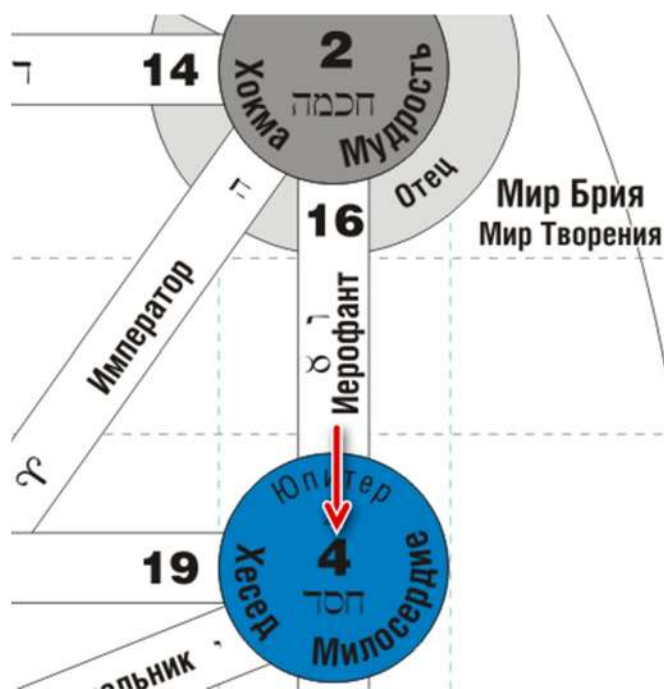 ד
14
2
חכמה
Хокма
Мудрость
Отец
Мир Брия
Мир Творения
ה
Император
♈
16
ו
♉
Иерофант
Юпитер
4
חסד
Хесед
Милосердие
19
י
льник